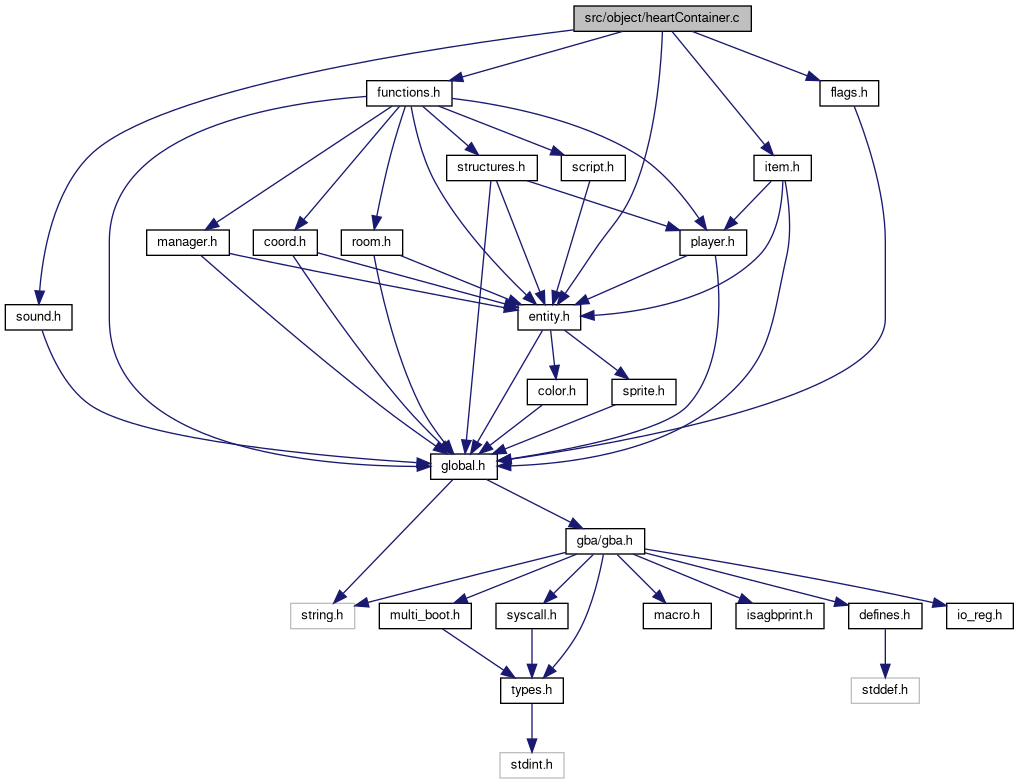 src/object/heartContainer.c
functions.h
flags.h
structures.h
script.h
item.h
manager.h
coord.h
room.h
player.h
sound.h
entity.h
color.h
sprite.h
global.h
gba/gba.h
string.h
multi_boot.h
syscall.h
macro.h
isagbprint.h
defines.h
io_reg.h
types.h
stddef.h
stdint.h